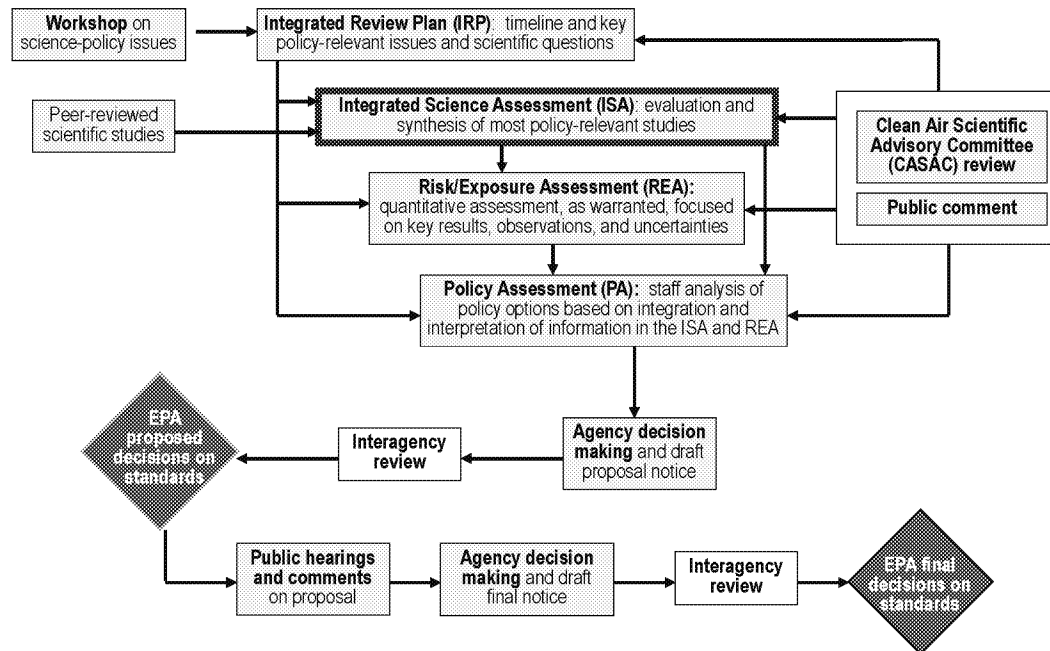 Workshop on
science-policy issues
Integrated Review Plan (IRP): timeline and key
policy-relevant issues and scientific questions
Integrated Science Assessment (ISA): evaluation and
synthesis of most policy-relevant studies
Peer-reviewed
scientific studies
Clean Air Scientific
Advisory Committee
(CASAC) review
Public comment
Risk/Exposure Assessment (REA):
quantitative assessment, as warranted, focused
on key results, observations, and uncertainties
Policy Assessment (PA): staff analysis of
policy options based on integration and
interpretation of information in the ISA and REA
EPA
proposed
decisions on
standards
Interagency
review
Agency decision
making and draft
proposal notice
Public hearings
and comments
on proposal
Agency decision
making and draft
final notice
Interagency
review
EPA final
decisions on
standards